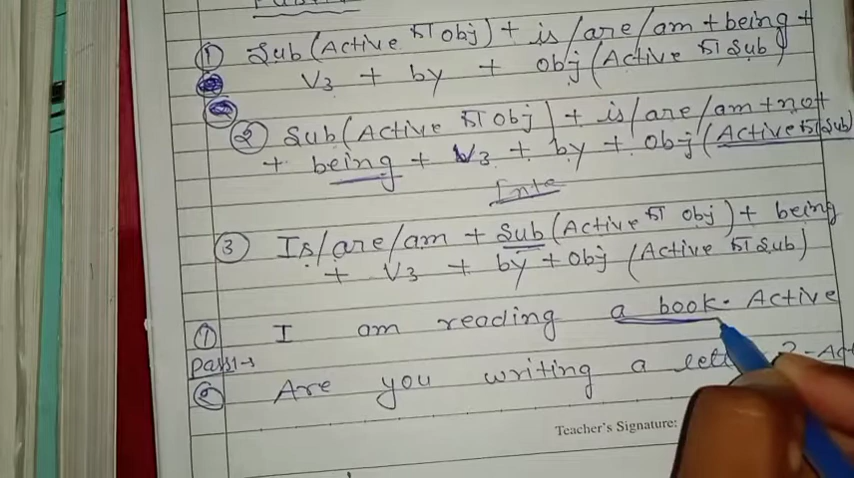 ① Sub (Active का obj) + is/are/am + being +
V3 + by + obj (Active का Sub)
② Sub (Active का obj) + is/are/am + not
+ being + V3 + by + obj (Active का Sub)
Inte
③ Is/are/am + Sub (Active का obj) + being
+ V3 + by + obj (Active का Sub)
① I am reading a book. Active
Pass→
② Are you writing a
Teacher's Signature: